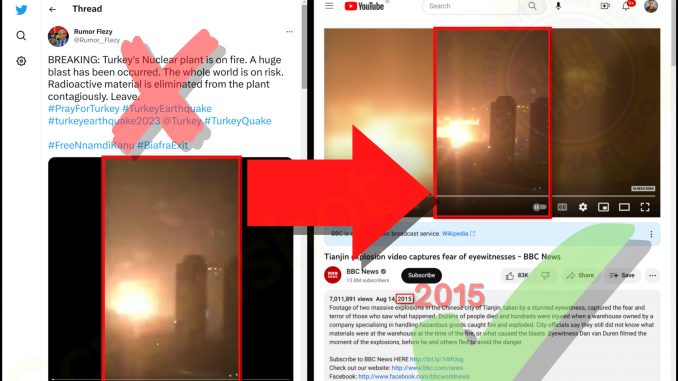 Thread
Rumor Flezy
@Rumor_Flezy
BREAKING: Turkey's Nuclear plant is on fire. A huge
blast has been occurred. The whole world is on risk.
Radioactive material is eliminated from the plant
contagiously. Leave.
#PrayForTurkey #TurkeyEarthquake
#turkeyearthquake2023 @Turkey #TurkeyQuake
#FreeNnamdiKanu #BiafraExit
YouTube
Search
9+
SUBSCRIBE
BBC is a public broadcast service. Wikipedia
Tianjin explosion video captures fear of eyewitnesses - BBC News
BBC News
13.9M subscribers
Subscribe
83K
Share
Save
7,011,891 views Aug 14, 2015
2015
Footage of two massive explosions in the Chinese city of Tianjin, taken by a stunned eyewitness, captured the fear and
terror of those who saw what happened. Dozens of people died and hundreds were injured when a warehouse owned by a
company specialising in handling hazardous goods caught fire and exploded. City officials say they still did not know what
materials were at the warehouse at the time of the fire, or what caused the blasts. Eyewitness Dan van Duren filmed the
moment of the explosions, before he and others fled to avoid the danger
Subscribe to BBC News HERE http://bit.ly/1rbfUog
Check out our website: http://www.bbc.com/news
Facebook: http://www.facebook.com/bbcworldnews